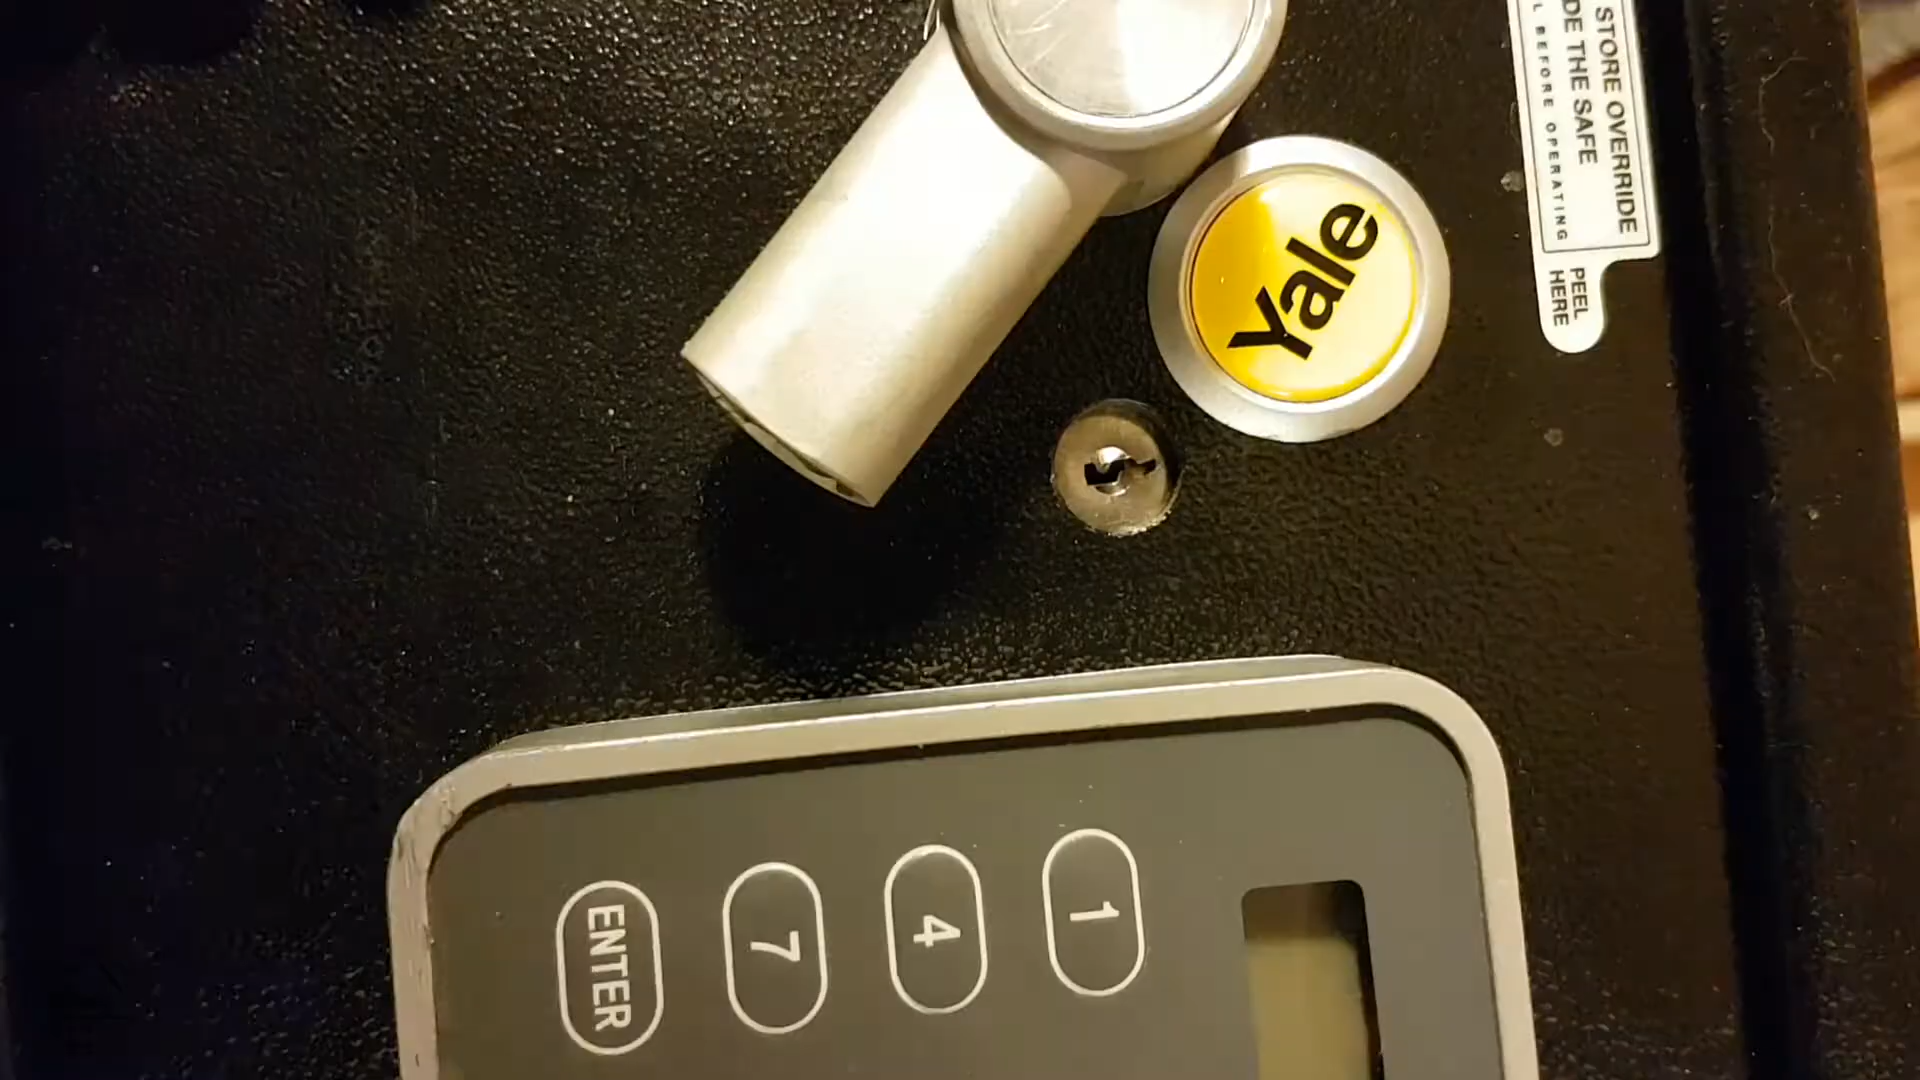 STORE OVERRIDE
DE THE SAFE
L BEFORE OPERATING
PEEL
HERE
Yale
1
4
7
ENTER